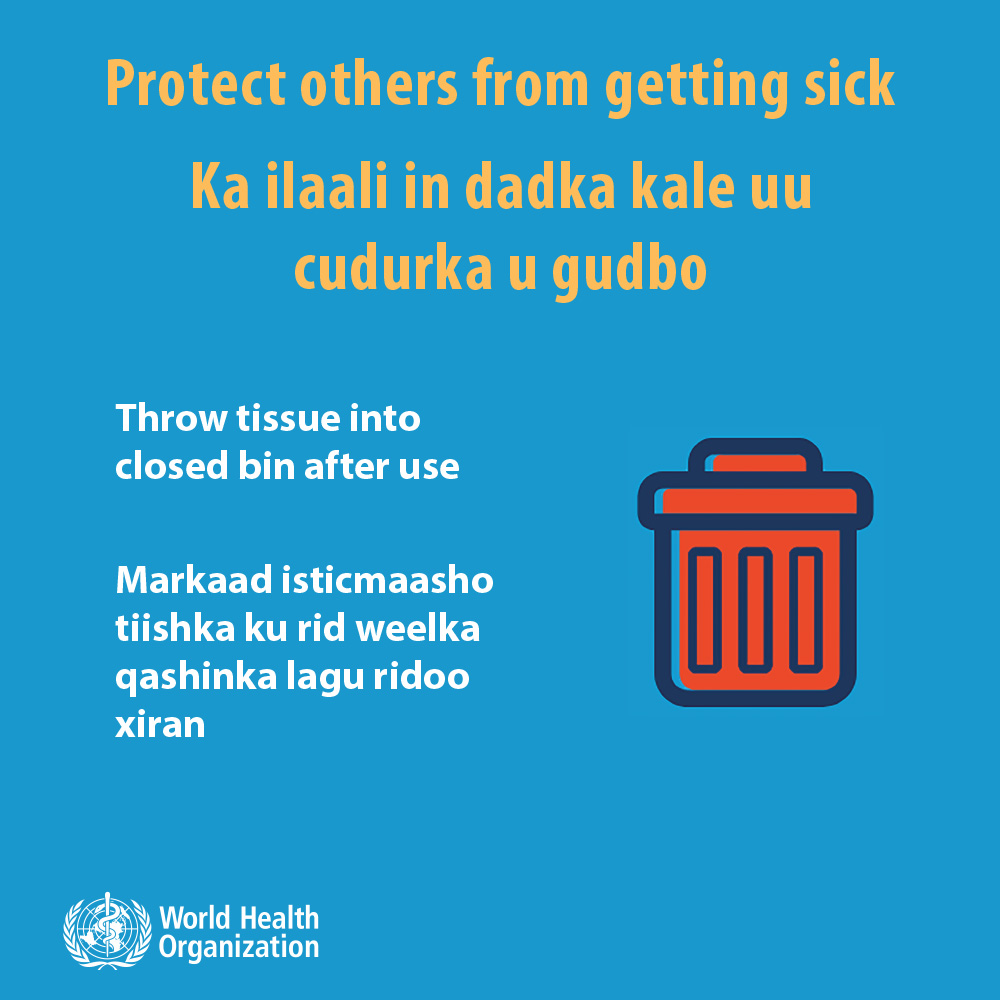 Protect others from getting sick
Ka ilaali in dadka kale uu
cudurka u gudbo
Throw tissue into
closed bin after use
Markaad isticmaasho
tiishka ku rid weelka
qashinka lagu ridoo
xiran
World Health
Organization